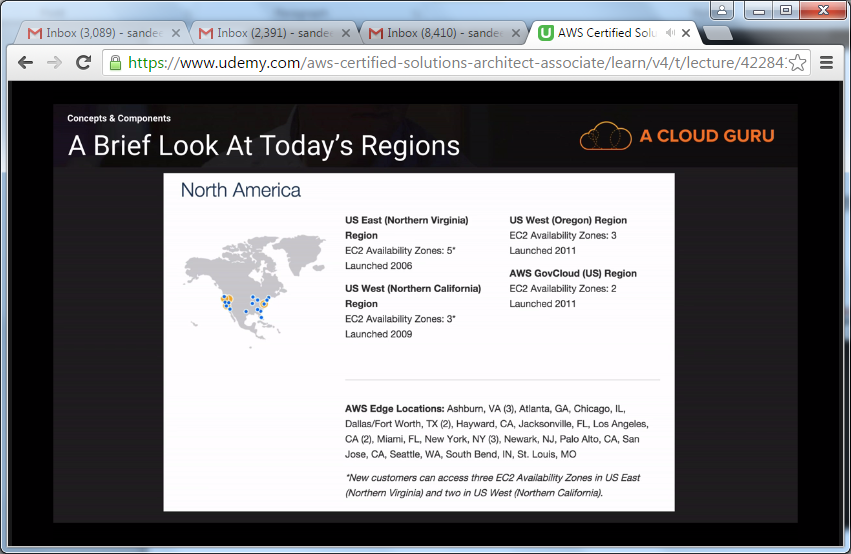 Inbox (3,089) - sandee
Inbox (2,391) - sandee
Inbox (8,410) - sandee
AWS Certified Solu
https://www.udemy.com/aws-certified-solutions-architect-associate/learn/v4/t/lecture/42284
Concepts & Components
A Brief Look At Today's Regions
A CLOUD GURU
North America
US East (Northern Virginia)
Region
EC2 Availability Zones: 5*
Launched 2006
US West (Northern California)
Region
EC2 Availability Zones: 3*
Launched 2009
US West (Oregon) Region
EC2 Availability Zones: 3
Launched 2011
AWS GovCloud (US) Region
EC2 Availability Zones: 2
Launched 2011
AWS Edge Locations: Ashburn, VA (3), Atlanta, GA, Chicago, IL,
Dallas/Fort Worth, TX (2), Hayward, CA, Jacksonville, FL, Los Angeles,
CA (2), Miami, FL, New York, NY (3), Newark, NJ, Palo Alto, CA, San
Jose, CA, Seattle, WA, South Bend, IN, St. Louis, MO
*New customers can access three EC2 Availability Zones in US East
(Northern Virginia) and two in US West (Northern California).